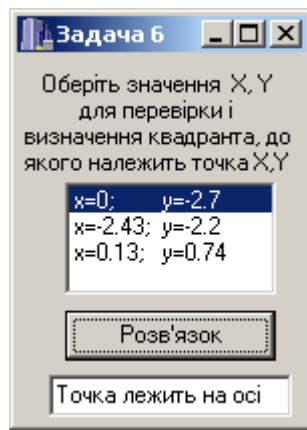 Задача 6
Оберіть значення X, Y
для перевірки і
визначення квадранта, до
якого належить точка X,Y
x=0; y=-2.7
x=-2.43; y=-2.2
x=0.13; y=0.74
Розв'язок
Точка лежить на осі